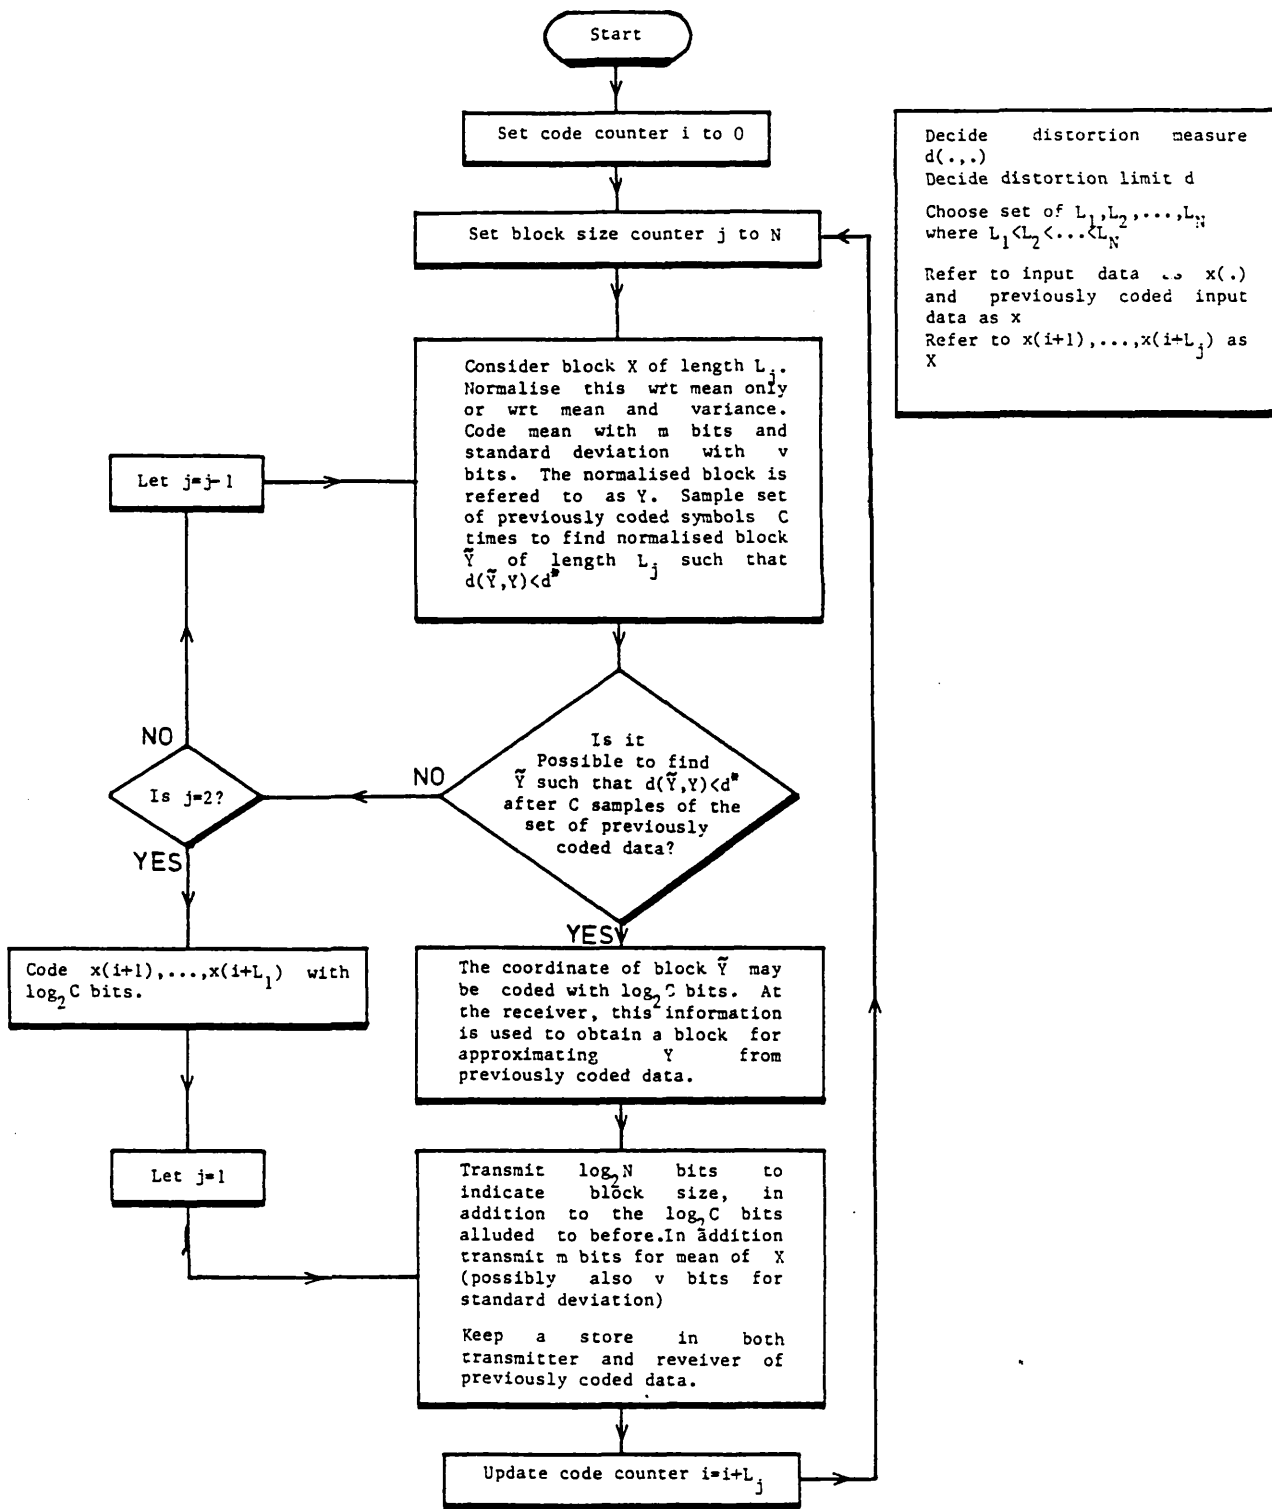 Start
Set code counter i to 0
Set block size counter j to N
Decide distortion measure
d(.,.)
Decide distortion limit d
Choose set of L₁,L₂,...,L_N
where L₁<L₂<...<L_N
Refer to input data x(.)
and previously coded input
data as x
Refer to x(i+1),...,x(i+L_j) as
X
Consider block X of length L_j.
Normalise this wrt mean only
or wrt mean and variance.
Code mean with m bits and
standard deviation with v
bits. The normalised block is
refered to as Y. Sample set
of previously coded symbols C
times to find normalised block
Ỹ of length L_j such that
d(Ỹ,Y)<d*
Let j=j-1
Is it
Possible to find
Ỹ such that d(Ỹ,Y)<d*
after C samples of the
set of previously
coded data?
NO
NO
Is j=2?
YES
YES
Code x(i+1),...,x(i+L₁) with
log₂C bits.
The coordinate of block Ỹ may
be coded with log₂C bits. At
the receiver, this information
is used to obtain a block for
approximating Y from
previously coded data.
Let j=1
Transmit log₂N bits to
indicate block size, in
addition to the log₂C bits
alluded to before.In addition
transmit m bits for mean of X
(possibly also v bits for
standard deviation)
Keep a store in both
transmitter and reveiver of
previously coded data.
Update code counter i=i+L_j